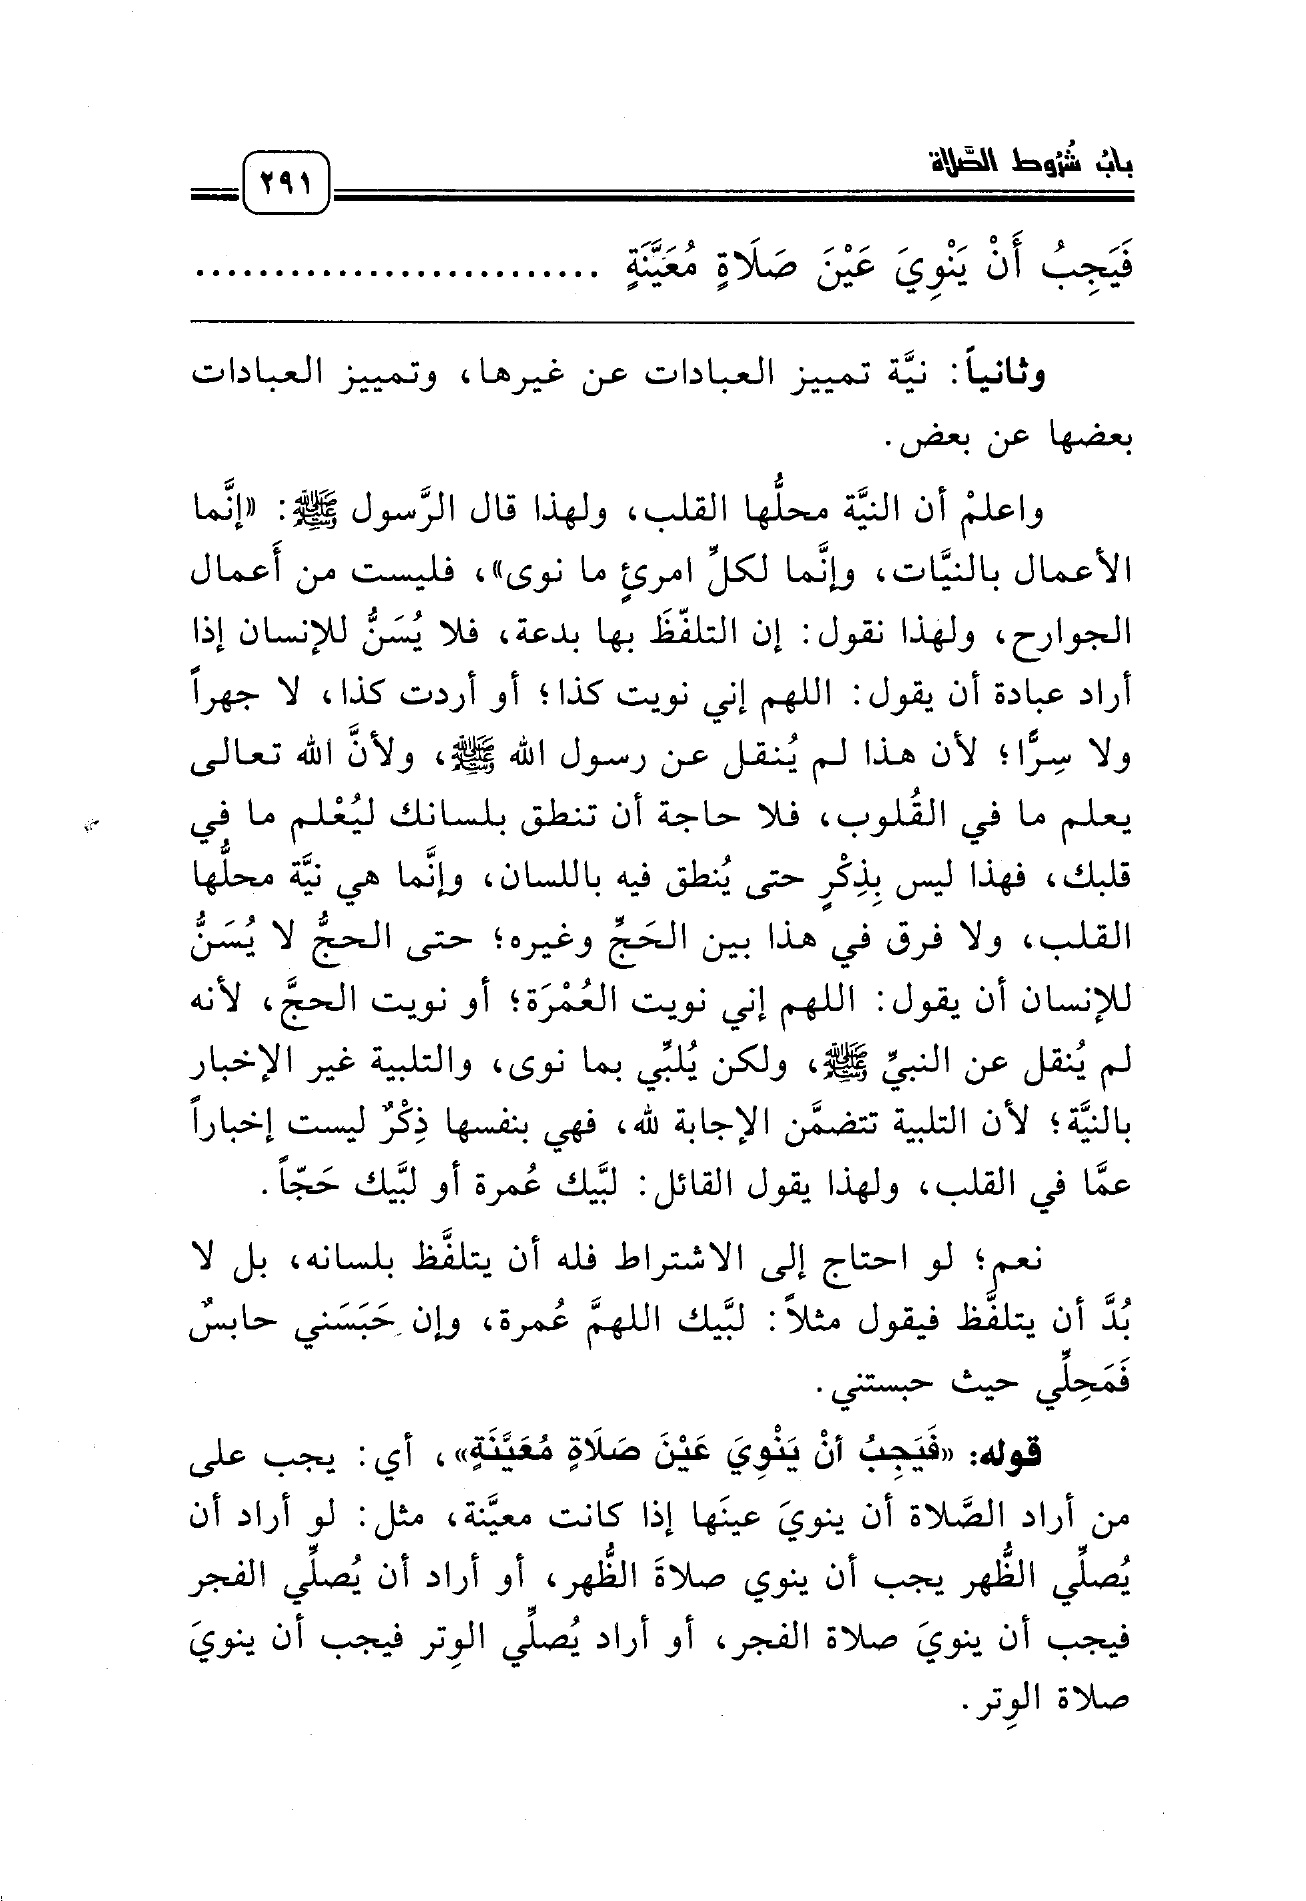 بابُ شُرُوط الصَّلاة
٢٩١
فَيَجِبُ أَنْ يَنْوِيَ عَيْنَ صَلَاةٍ مُعَيَّنَةٍ ..........................
وثانياً: نيَّة تمييز العبادات عن غيرها، وتمييز العبادات
بعضها عن بعض.
واعلمْ أن النيَّة محلُّها القلب، ولهذا قال الرَّسول ﷺ: «إنَّما
الأعمال بالنيَّات، وإنَّما لكلِّ امرئٍ ما نوى»، فليست من أَعمال
الجوارح، ولهذا نقول: إن التلفّظَ بها بدعة، فلا يُسَنُّ للإنسان إذا
أراد عبادة أن يقول: اللهم إني نويت كذا؛ أو أردت كذا، لا جهراً
ولا سِرًّا؛ لأن هذا لم يُنقل عن رسول الله ﷺ، ولأنَّ الله تعالى
يعلم ما في القُلوب، فلا حاجة أن تنطق بلسانك ليُعْلم ما في
قلبك، فهذا ليس بِذِكْرٍ حتى يُنطق فيه باللسان، وإنَّما هي نيَّة محلُّها
القلب، ولا فرق في هذا بين الحَجِّ وغيره؛ حتى الحجُّ لا يُسَنُّ
للإنسان أن يقول: اللهم إني نويت العُمْرَة؛ أو نويت الحجَّ، لأنه
لم يُنقل عن النبيِّ ﷺ، ولكن يُلبِّي بما نوى، والتلبية غير الإخبار
بالنيَّة؛ لأن التلبية تتضمَّن الإجابة لله، فهي بنفسها ذِكْرٌ ليست إخباراً
عمَّا في القلب، ولهذا يقول القائل: لبَّيك عُمرة أو لبَّيك حَجّاً.
نعم؛ لو احتاج إلى الاشتراط فله أن يتلفَّظ بلسانه، بل لا
بُدَّ أن يتلفَّظ فيقول مثلاً: لبَّيك اللهمَّ عُمرة، وإن حَبَسَني حابسٌ
فَمَحِلِّي حيث حبستني.
قوله: «فَيَجِبُ أنْ يَنْوِيَ عَيْنَ صَلَاةٍ مُعَيَّنَةٍ»، أي: يجب على
من أراد الصَّلاة أن ينويَ عينَها إذا كانت معيَّنة، مثل: لو أراد أن
يُصلِّي الظُّهر يجب أن ينوي صلاةَ الظُّهر، أو أراد أن يُصلِّي الفجر
فيجب أن ينويَ صلاة الفجر، أو أراد يُصلِّي الوتر فيجب أن ينويَ
صلاة الوِتر.